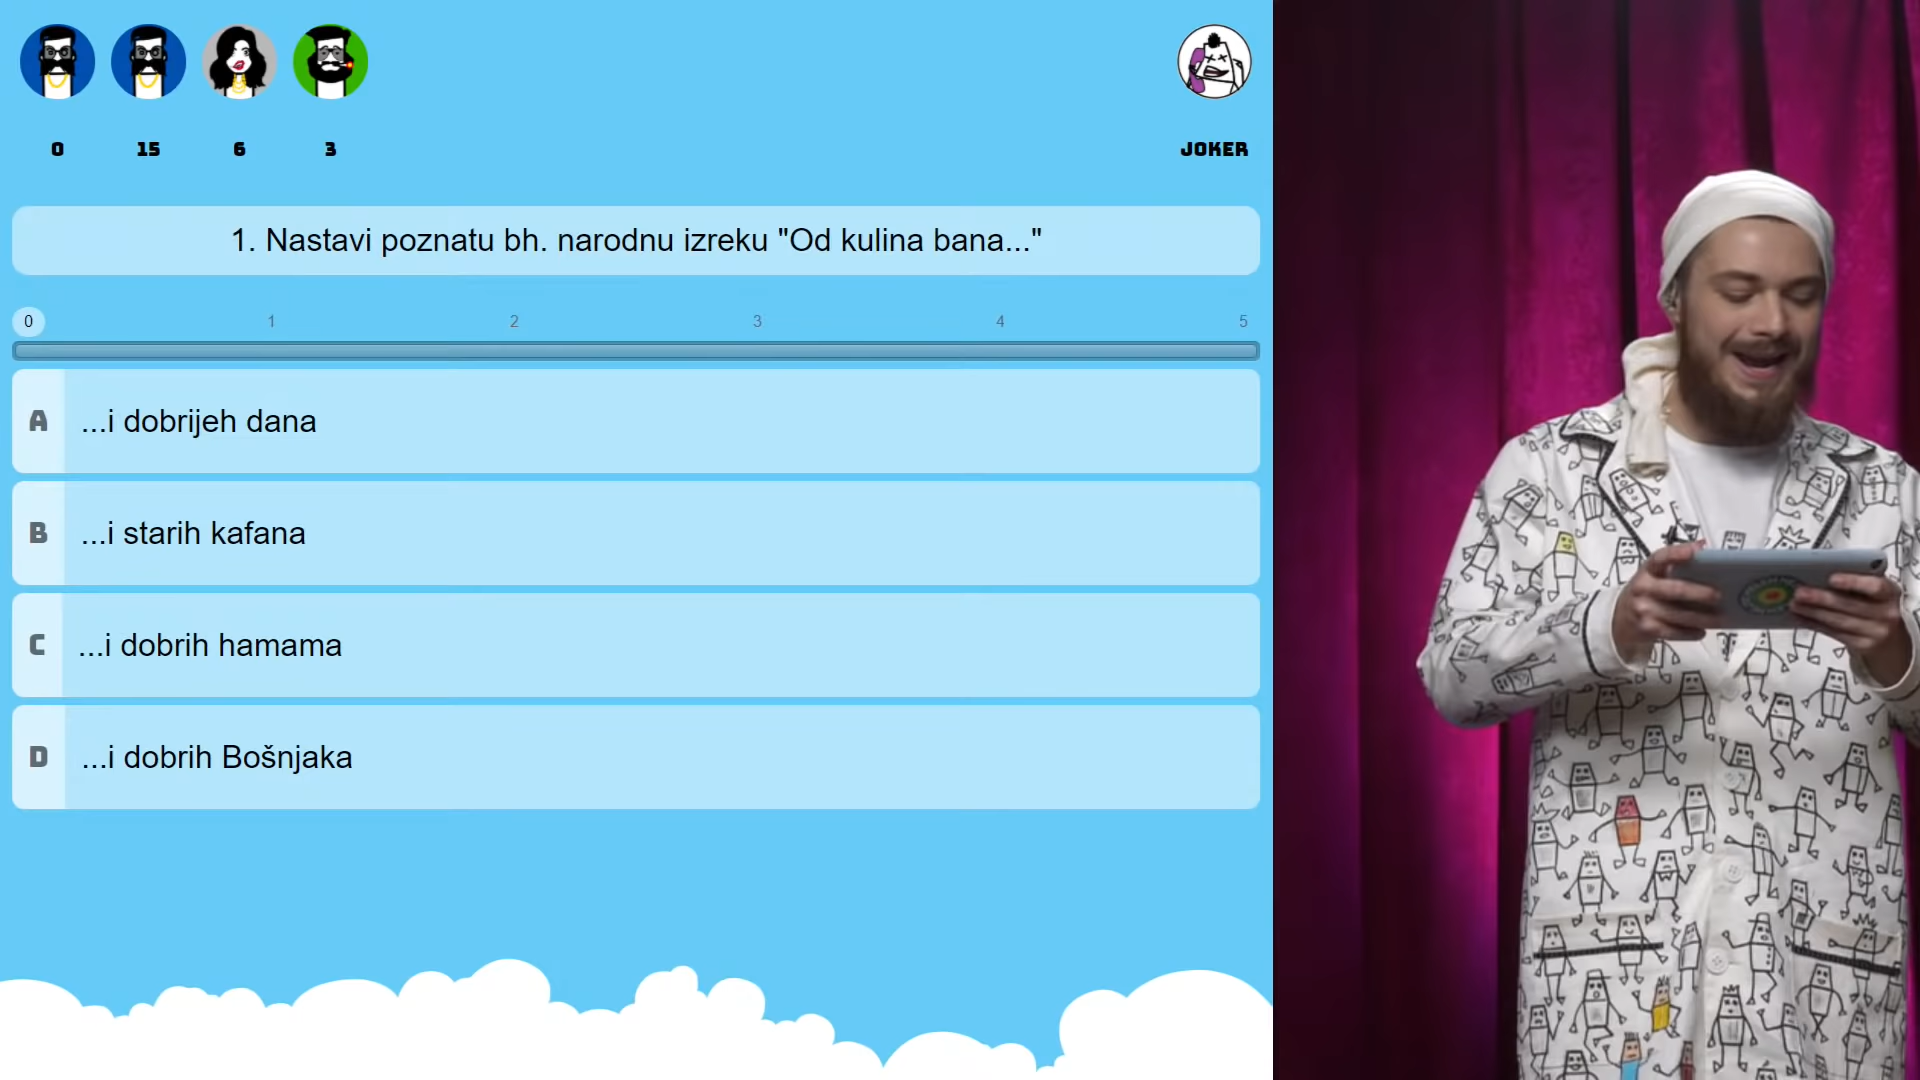 0 15 6 3 JOKER
1. Nastavi poznatu bh. narodnu izreku "Od kulina bana..."
0 1 2 3 4 5
A ...i dobrijeh dana
B ...i starih kafana
C ...i dobrih hamama
D ...i dobrih Bošnjaka